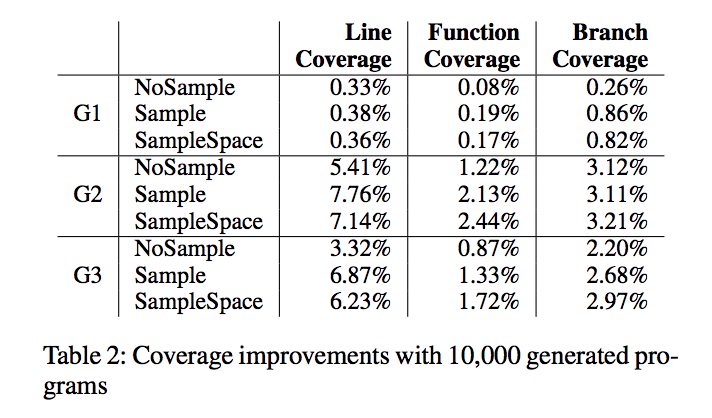 Line Function Branch
Coverage Coverage Coverage
NoSample 0.33% 0.08% 0.26%
G1 Sample 0.38% 0.19% 0.86%
SampleSpace 0.36% 0.17% 0.82%
NoSample 5.41% 1.22% 3.12%
G2 Sample 7.76% 2.13% 3.11%
SampleSpace 7.14% 2.44% 3.21%
NoSample 3.32% 0.87% 2.20%
G3 Sample 6.87% 1.33% 2.68%
SampleSpace 6.23% 1.72% 2.97%
Table 2: Coverage improvements with 10,000 generated pro-
grams